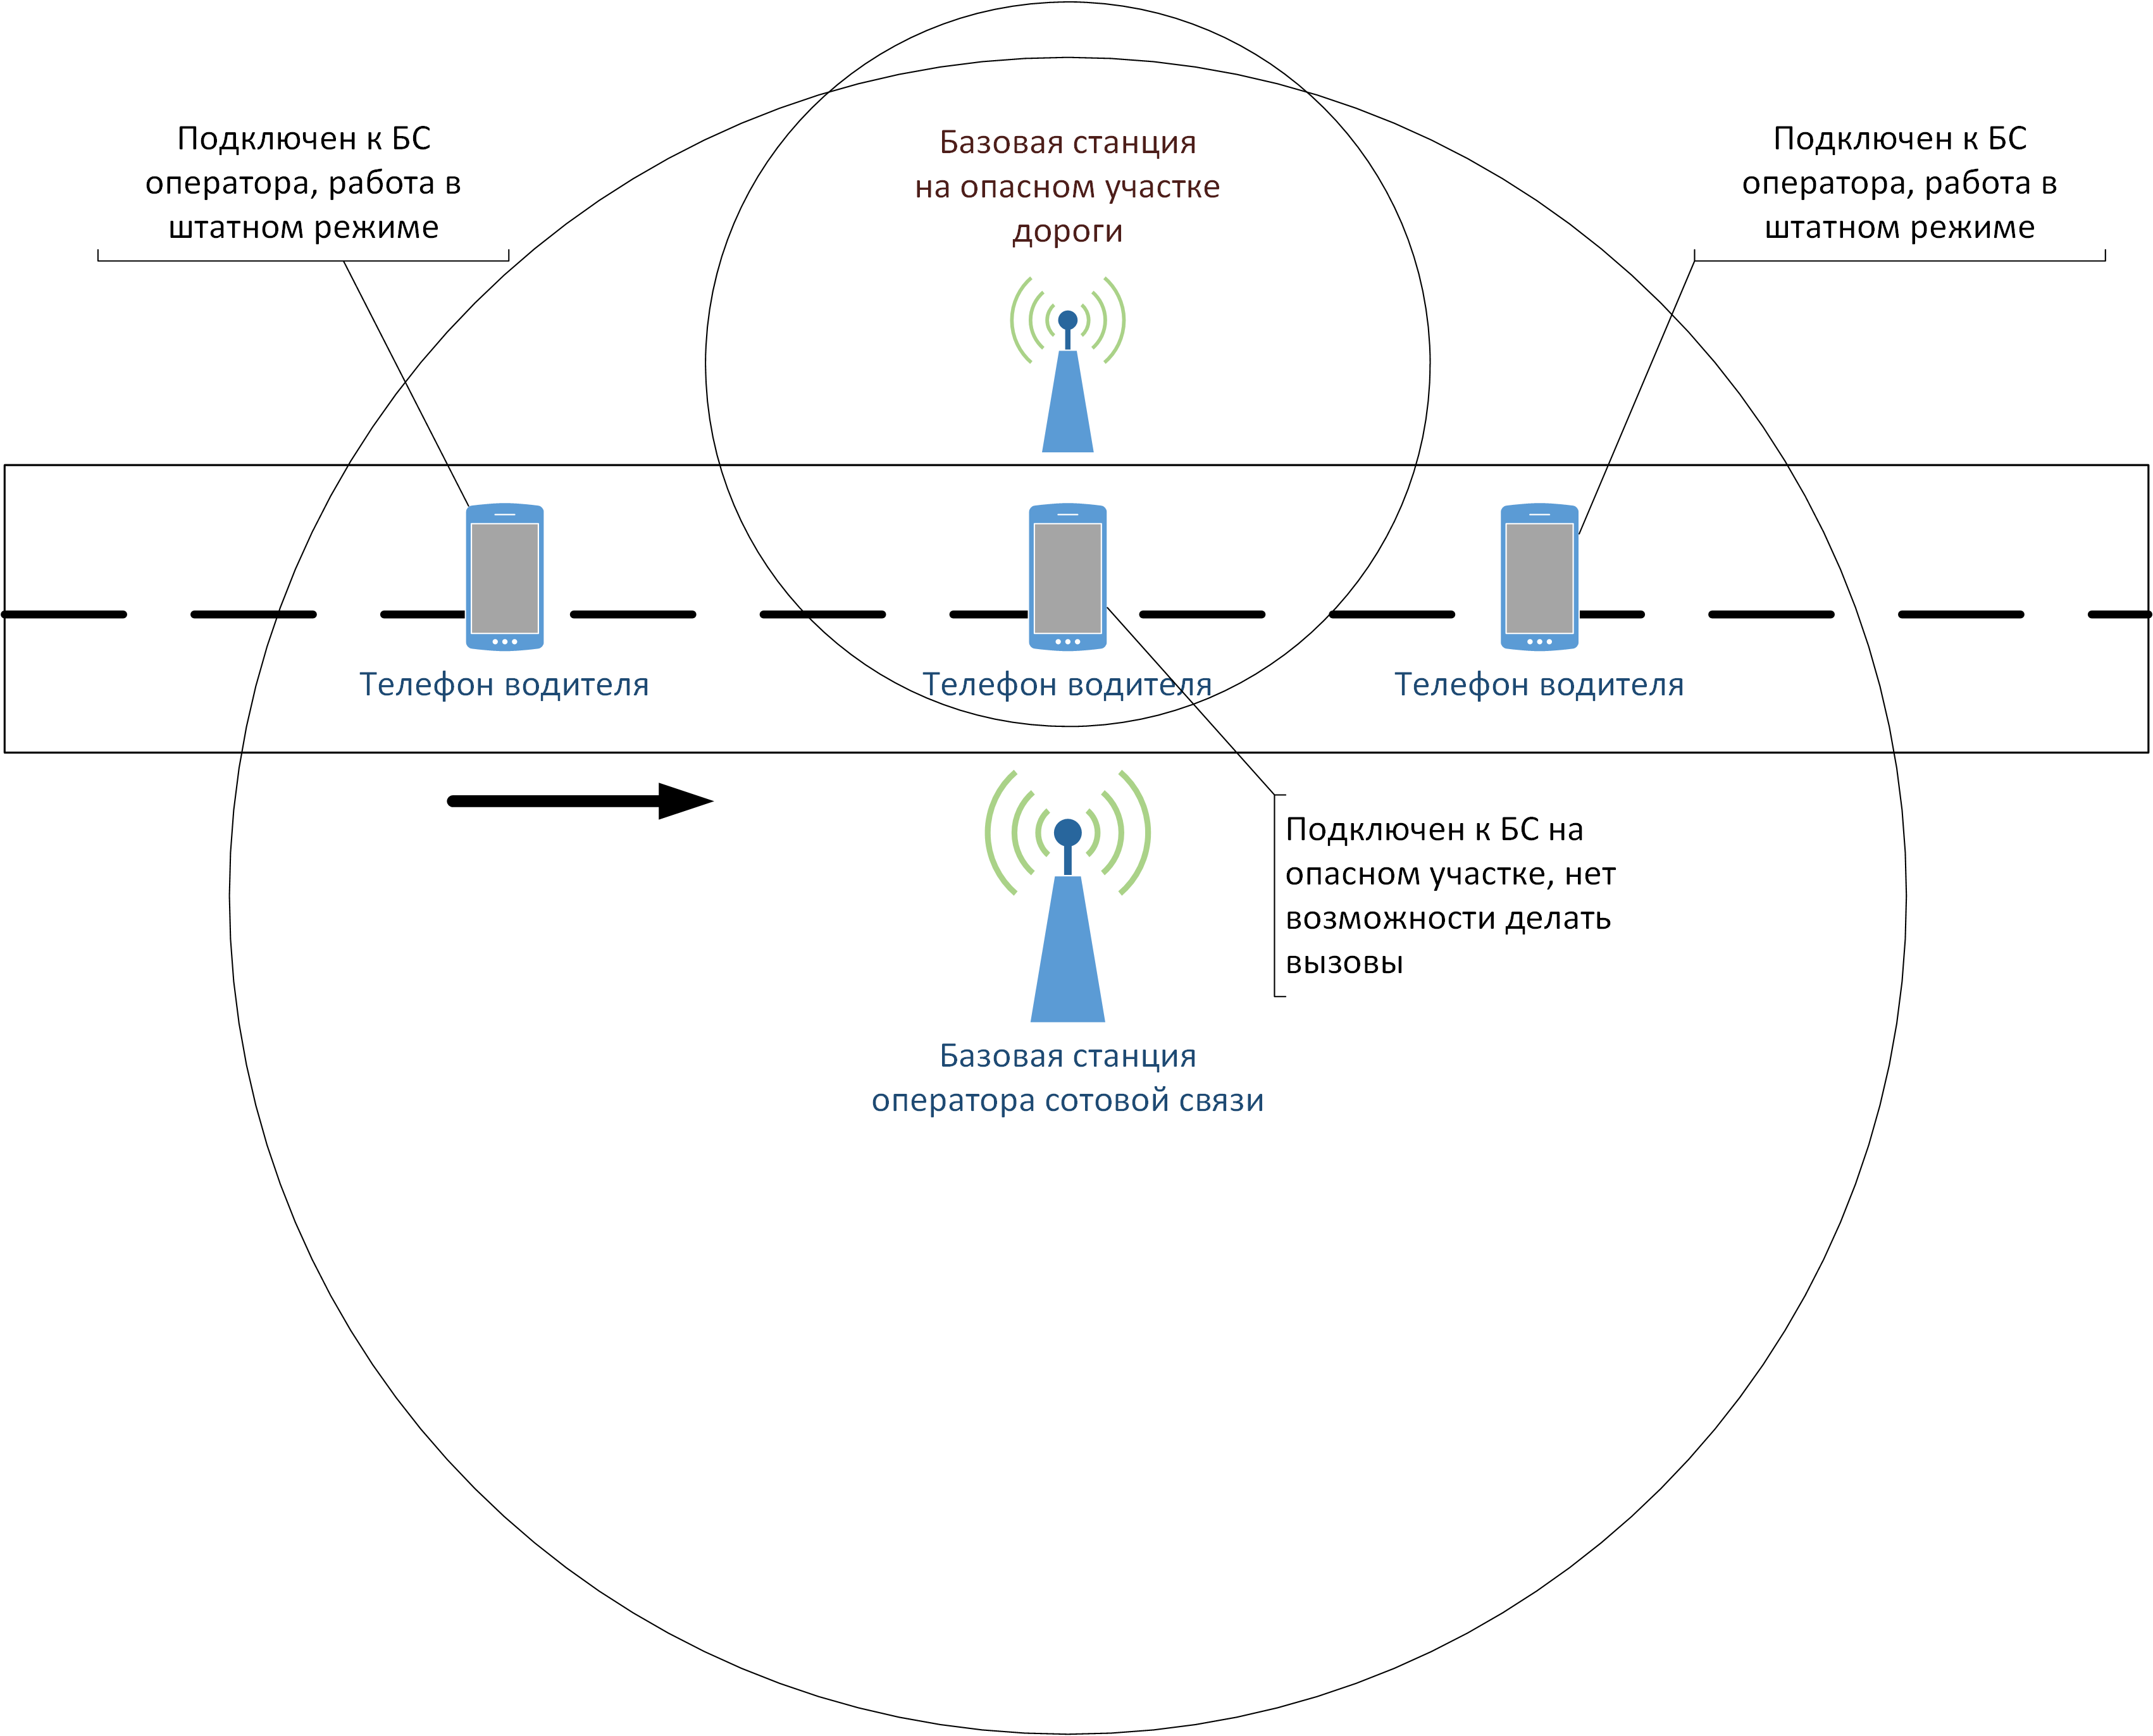 Подключен к БС
оператора, работа в
штатном режиме
Базовая станция
на опасном участке
дороги
Подключен к БС
оператора, работа в
штатном режиме
Телефон водителя
Телефон водителя
Телефон водителя
Подключен к БС на
опасном участке, нет
возможности делать
вызовы
Базовая станция
оператора сотовой связи